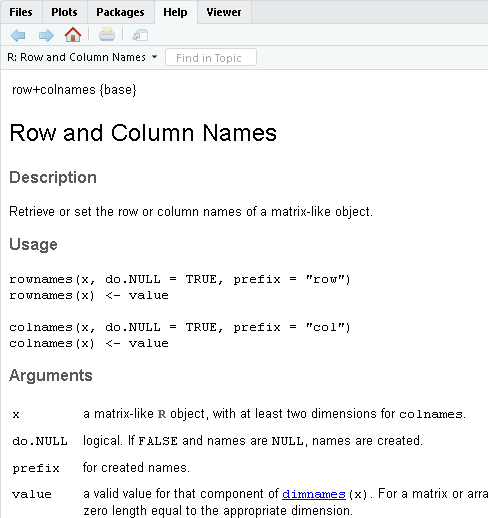 Files Plots Packages Help Viewer
R: Row and Column Names Find in Topic
row+colnames {base}
Row and Column Names
Description
Retrieve or set the row or column names of a matrix-like object.
Usage
rownames(x, do.NULL = TRUE, prefix = "row")
rownames(x) <- value
colnames(x, do.NULL = TRUE, prefix = "col")
colnames(x) <- value
Arguments
x a matrix-like R object, with at least two dimensions for colnames.
do.NULL logical. If FALSE and names are NULL, names are created.
prefix for created names.
value a valid value for that component of dimnames(x). For a matrix or arra
zero length equal to the appropriate dimension.